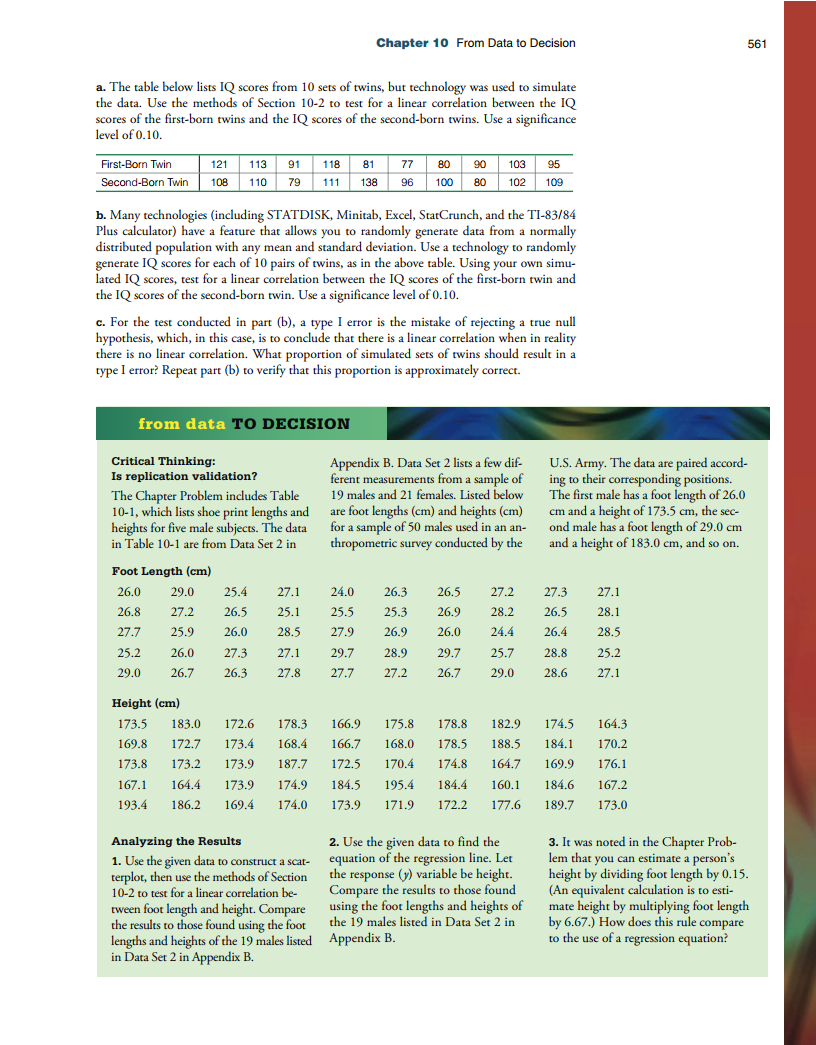 Chapter 10 From Data to Decision 561
a. The table below lists IQ scores from 10 sets of twins, but technology was used to simulate
the data. Use the methods of Section 10-2 to test for a linear correlation between the IQ
scores of the first-born twins and the IQ scores of the second-born twins. Use a significance
level of 0.10.
First-Born Twin 121 113 91 118 81 77 80 90 103 95
Second-Born Twin 108 110 79 111 138 96 100 80 102 109
b. Many technologies (including STATDISK, Minitab, Excel, StatCrunch, and the TI-83/84
Plus calculator) have a feature that allows you to randomly generate data from a normally
distributed population with any mean and standard deviation. Use a technology to randomly
generate IQ scores for each of 10 pairs of twins, as in the above table. Using your own simu-
lated IQ scores, test for a linear correlation between the IQ scores of the first-born twin and
the IQ scores of the second-born twin. Use a significance level of 0.10.
c. For the test conducted in part (b), a type I error is the mistake of rejecting a true null
hypothesis, which, in this case, is to conclude that there is a linear correlation when in reality
there is no linear correlation. What proportion of simulated sets of twins should result in a
type I error? Repeat part (b) to verify that this proportion is approximately correct.
from data TO DECISION
Critical Thinking:
Is replication validation?
The Chapter Problem includes Table
10-1, which lists shoe print lengths and
heights for five male subjects. The data
in Table 10-1 are from Data Set 2 in
Appendix B. Data Set 2 lists a few dif-
ferent measurements from a sample of
19 males and 21 females. Listed below
are foot lengths (cm) and heights (cm)
for a sample of 50 males used in an an-
thropometric survey conducted by the
U.S. Army. The data are paired accord-
ing to their corresponding positions.
The first male has a foot length of 26.0
cm and a height of 173.5 cm, the sec-
ond male has a foot length of 29.0 cm
and a height of 183.0 cm, and so on.
Foot Length (cm)
26.0 29.0 25.4 27.1 24.0 26.3 26.5 27.2 27.3 27.1
26.8 27.2 26.5 25.1 25.5 25.3 26.9 28.2 26.5 28.1
27.7 25.9 26.0 28.5 27.9 26.9 26.0 24.4 26.4 28.5
25.2 26.0 27.3 27.1 29.7 28.9 29.7 25.7 28.8 25.2
29.0 26.7 26.3 27.8 27.7 27.2 26.7 29.0 28.6 27.1
Height (cm)
173.5 183.0 172.6 178.3 166.9 175.8 178.8 182.9 174.5 164.3
169.8 172.7 173.4 168.4 166.7 168.0 178.5 188.5 184.1 170.2
173.8 173.2 173.9 187.7 172.5 170.4 174.8 164.7 169.9 176.1
167.1 164.4 173.9 174.9 184.5 195.4 184.4 160.1 184.6 167.2
193.4 186.2 169.4 174.0 173.9 171.9 172.2 177.6 189.7 173.0
Analyzing the Results
1. Use the given data to construct a scat-
terplot, then use the methods of Section
10-2 to test for a linear correlation be-
tween foot length and height. Compare
the results to those found using the foot
lengths and heights of the 19 males listed
in Data Set 2 in Appendix B.
2. Use the given data to find the
equation of the regression line. Let
the response (y) variable be height.
Compare the results to those found
using the foot lengths and heights of
the 19 males listed in Data Set 2 in
Appendix B.
3. It was noted in the Chapter Prob-
lem that you can estimate a person's
height by dividing foot length by 0.15.
(An equivalent calculation is to esti-
mate height by multiplying foot length
by 6.67.) How does this rule compare
to the use of a regression equation?